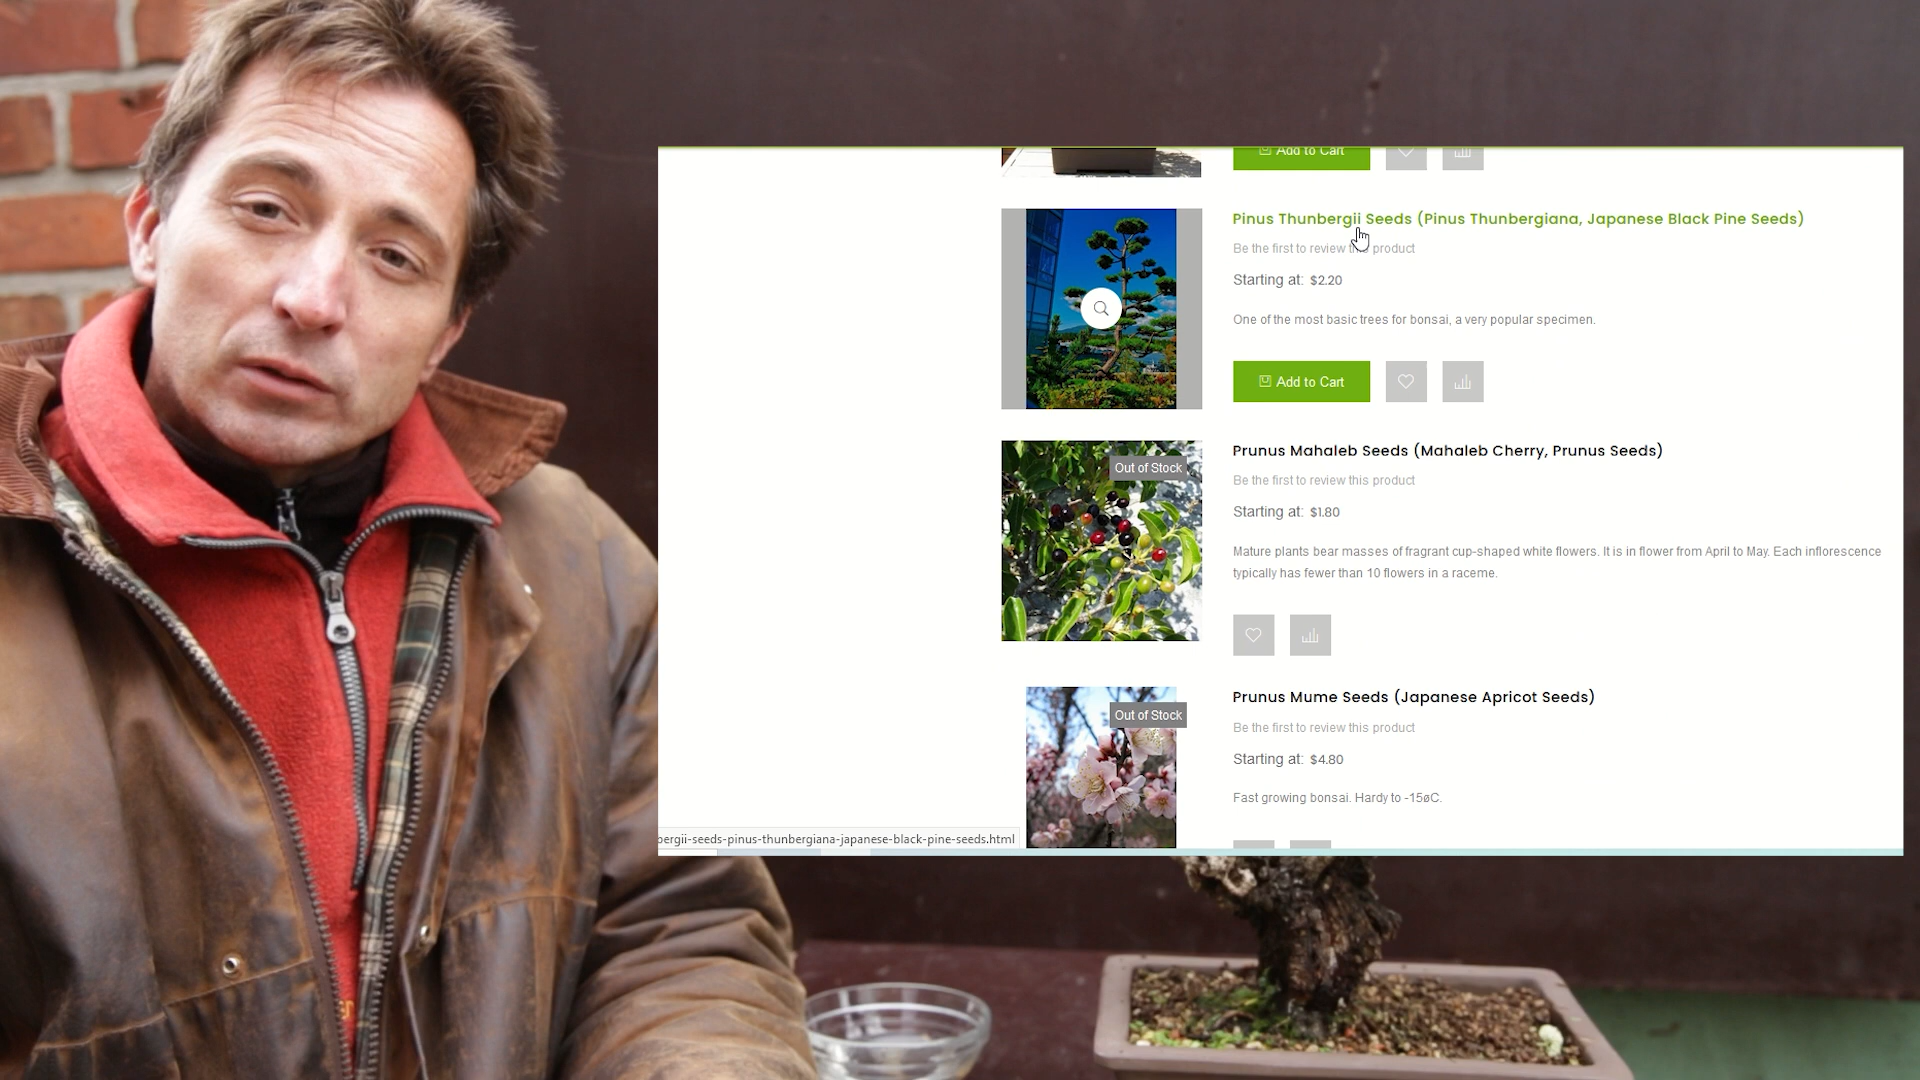 Add to Cart
Pinus Thunbergii Seeds (Pinus Thunbergiana, Japanese Black Pine Seeds)
Be the first to review this product
Starting at: $2.20
One of the most basic trees for bonsai, a very popular specimen.
Add to Cart
Out of Stock
Prunus Mahaleb Seeds (Mahaleb Cherry, Prunus Seeds)
Be the first to review this product
Starting at: $1.80
Mature plants bear masses of fragrant cup-shaped white flowers. It is in flower from April to May. Each inflorescence
typically has fewer than 10 flowers in a raceme.
Out of Stock
Prunus Mume Seeds (Japanese Apricot Seeds)
Be the first to review this product
Starting at: $4.80
Fast growing bonsai. Hardy to -15øC.
bergii-seeds-pinus-thunbergiana-japanese-black-pine-seeds.html